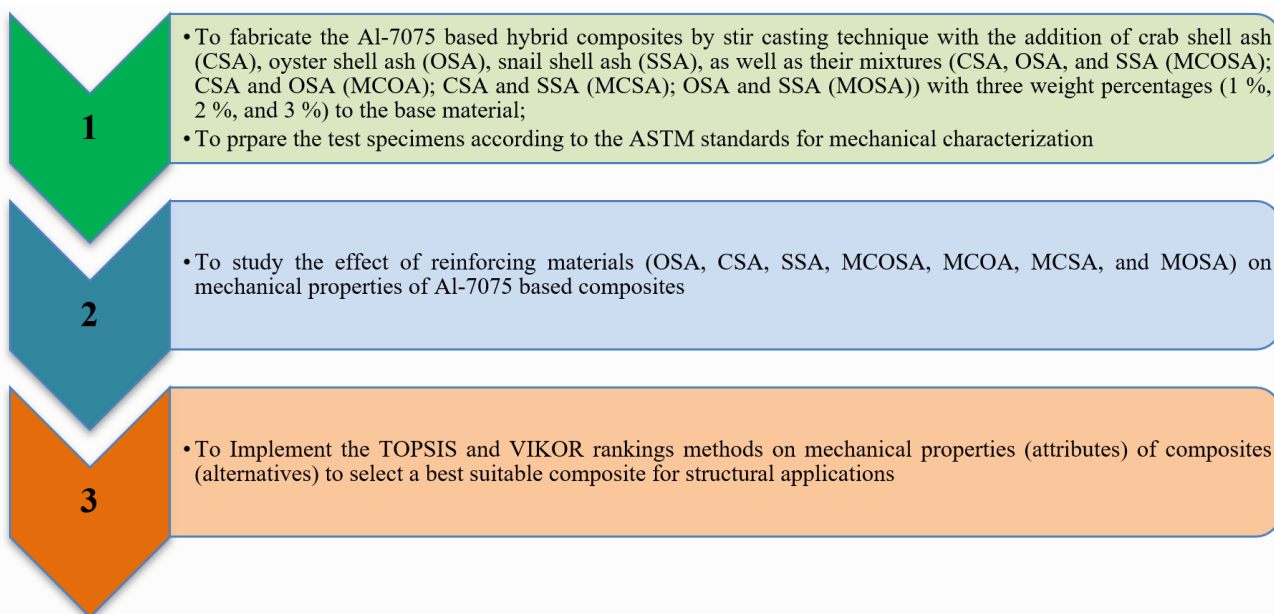 1
• To fabricate the Al-7075 based hybrid composites by stir casting technique with the addition of crab shell ash
(CSA), oyster shell ash (OSA), snail shell ash (SSA), as well as their mixtures (CSA, OSA, and SSA (MCOSA);
CSA and OSA (MCOA); CSA and SSA (MCSA); OSA and SSA (MOSA)) with three weight percentages (1 %,
2 %, and 3 %) to the base material;
• To prpare the test specimens according to the ASTM standards for mechanical characterization
2
• To study the effect of reinforcing materials (OSA, CSA, SSA, MCOSA, MCOA, MCSA, and MOSA) on
mechanical properties of Al-7075 based composites
3
• To Implement the TOPSIS and VIKOR rankings methods on mechanical properties (attributes) of composites
(alternatives) to select a best suitable composite for structural applications